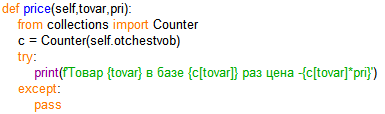 def price(self,tovar,pri):
from collections import Counter
c = Counter(self.otchestvob)
try:
print(f'Товар {tovar} в базе {c[tovar]} раз цена -{c[tovar]*pri}')
except:
pass